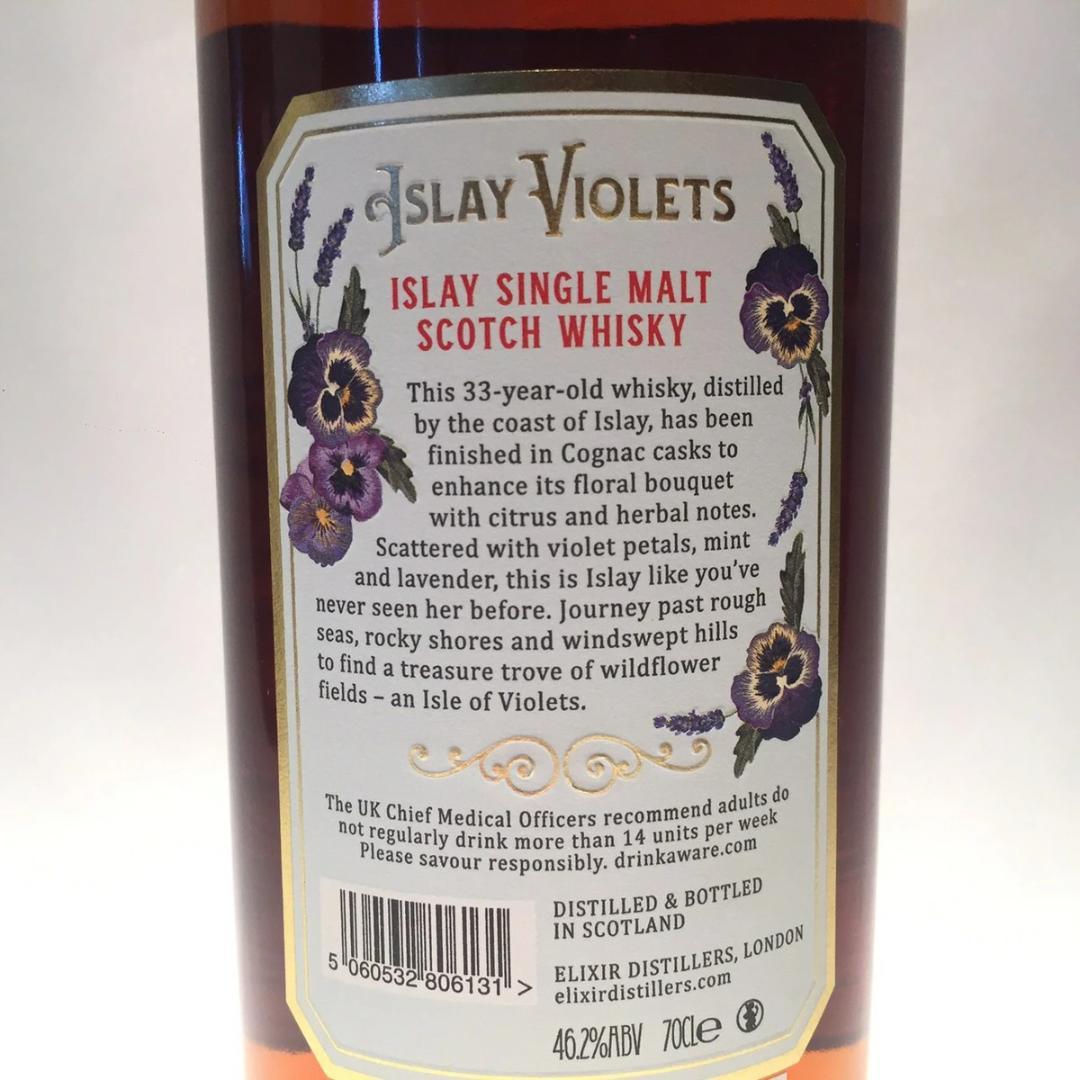 ISLAY VIOLETS
ISLAY SINGLE MALT
SCOTCH WHISKY
This 33-year-old whisky, distilled
by the coast of Islay, has been
finished in Cognac casks to
enhance its floral bouquet
with citrus and herbal notes.
Scattered with violet petals, mint
and lavender, this is Islay like you’ve
never seen her before. Journey past rough
seas, rocky shores and windswept hills
to find a treasure trove of wildflower
fields – an Isle of Violets.
The UK Chief Medical Officers recommend adults do
not regularly drink more than 14 units per week
Please savour responsibly. drinkaware.com
5 060532 806131 >
DISTILLED & BOTTLED
IN SCOTLAND
ELIXIR DISTILLERS, LONDON
elixirdistillers.com
46.2%ABV 70CLe